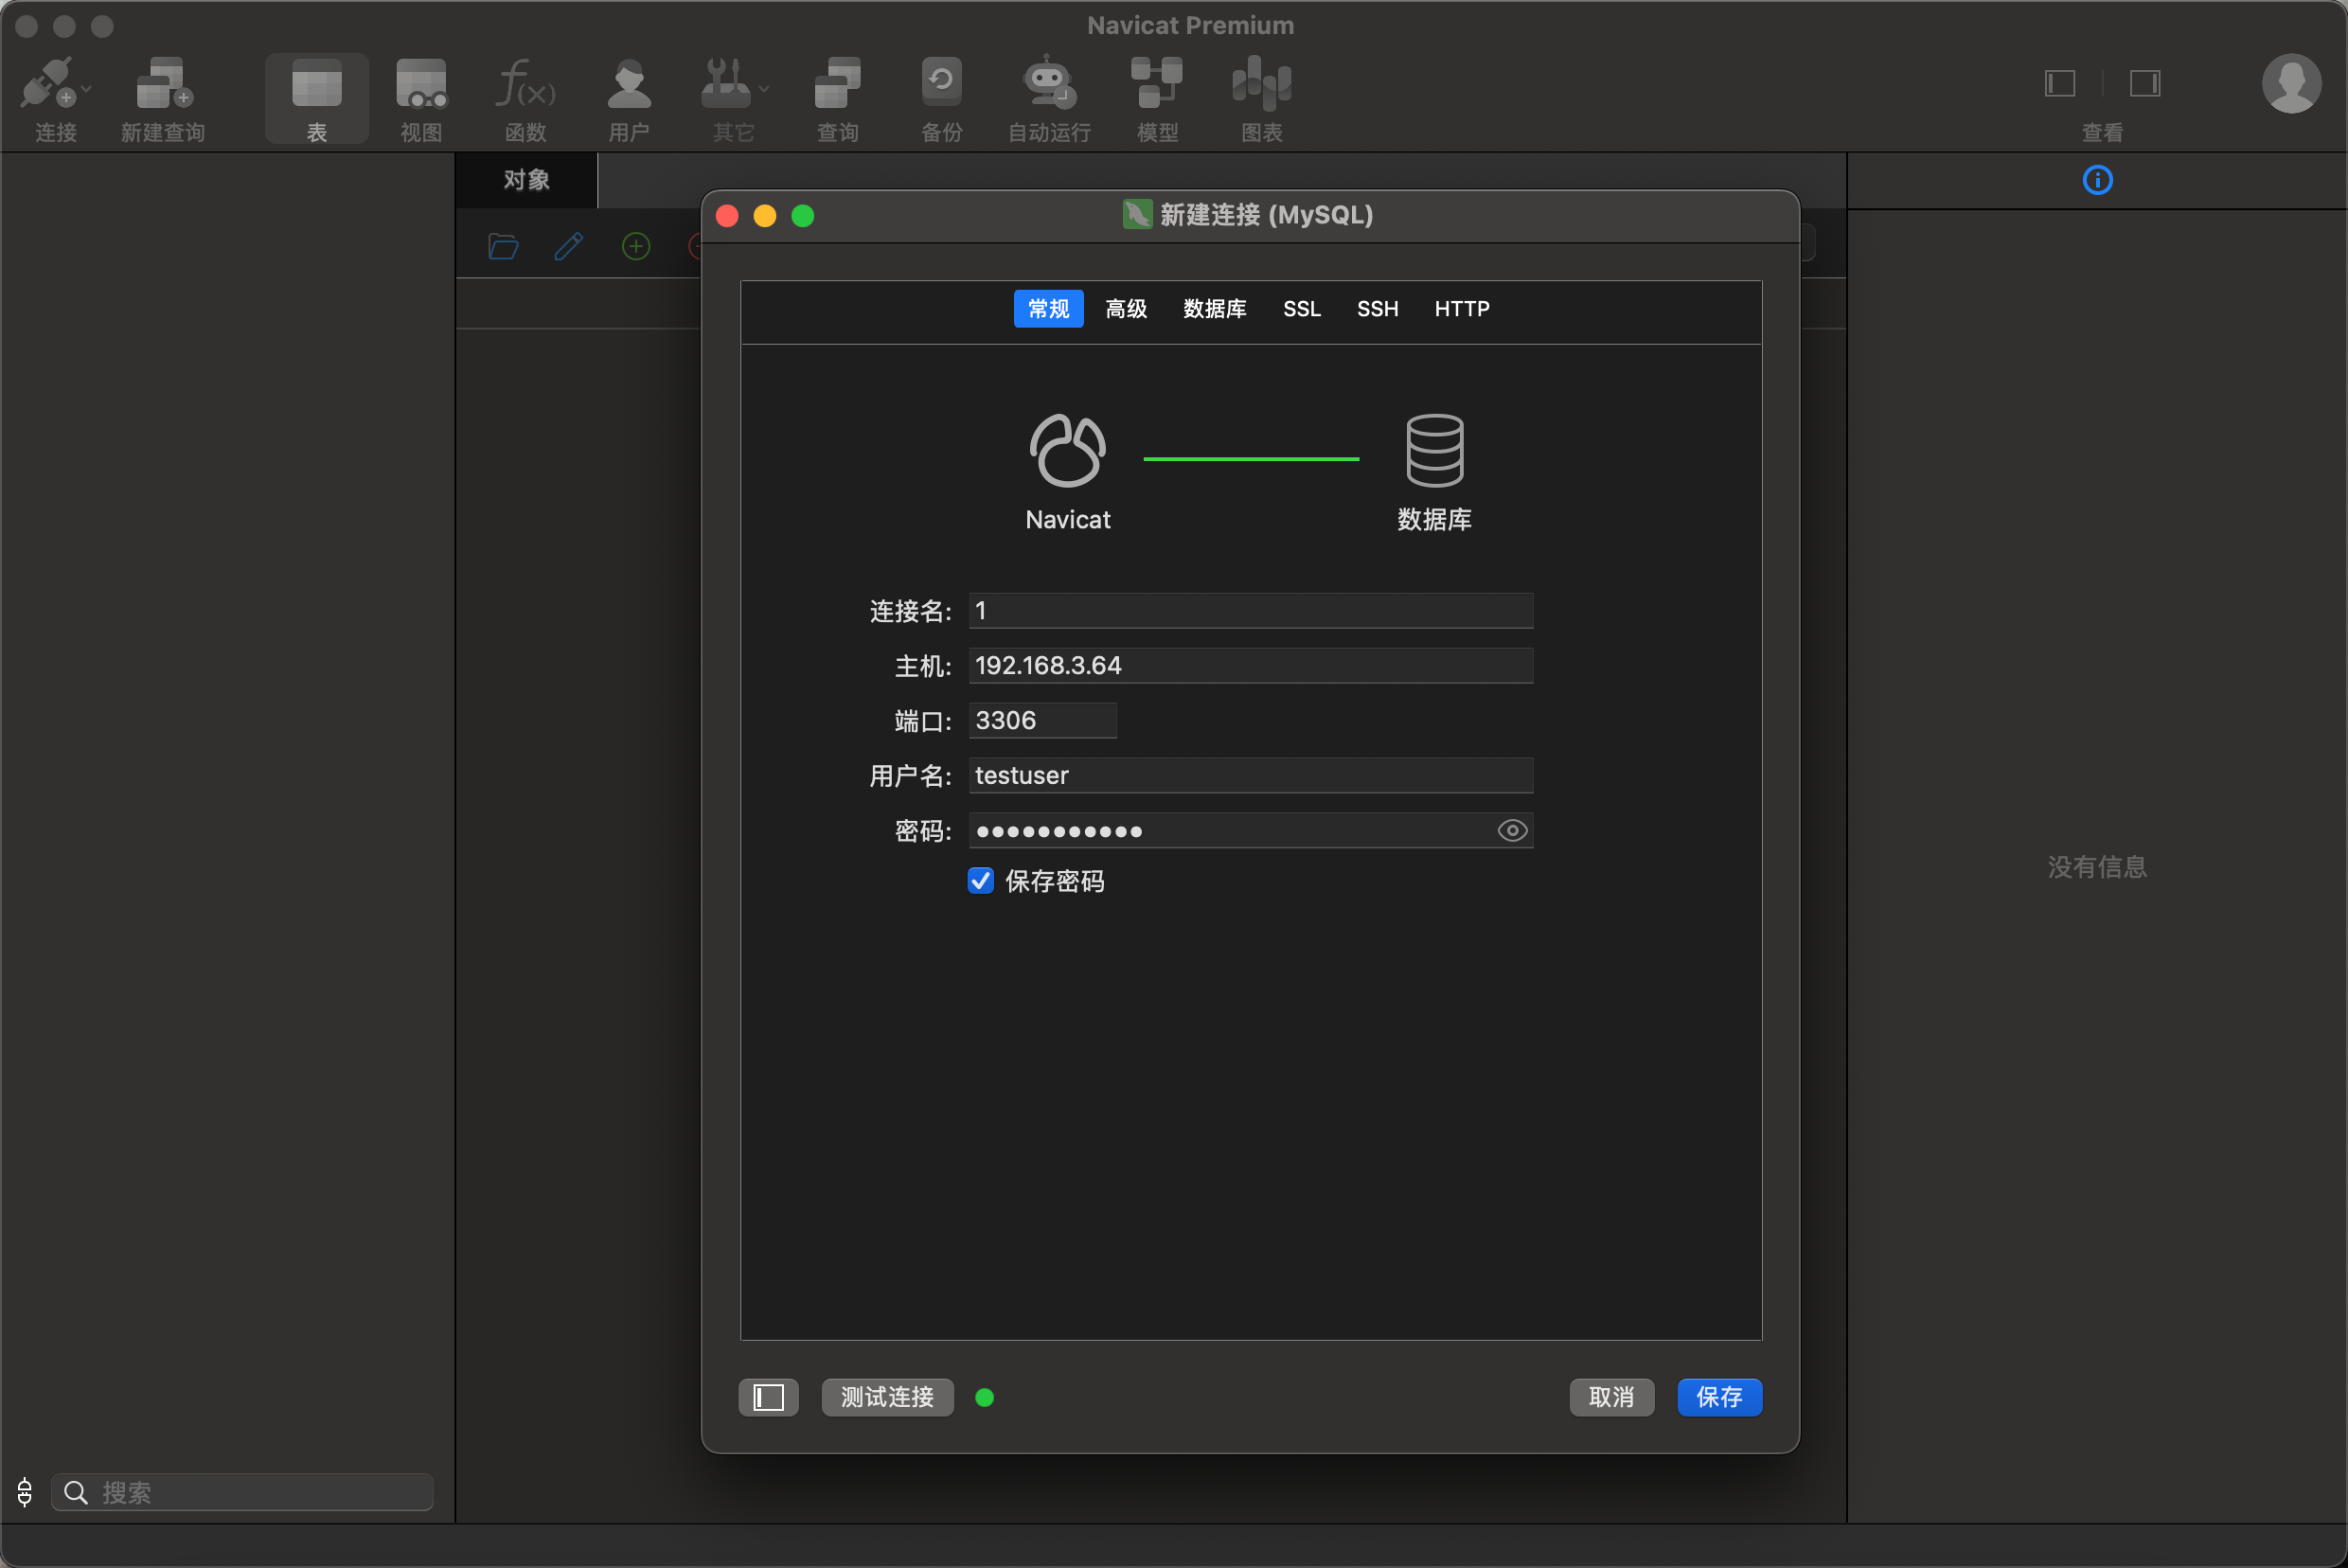 Navicat Premium
连接
新建查询
表
视图
函数
用户
其它
查询
备份
自动运行
模型
图表
查看
对象
新建连接 (MySQL)
常规
高级
数据库
SSL
SSH
HTTP
Navicat
数据库
连接名: 1
主机: 192.168.3.64
端口: 3306
用户名: testuser
密码: ●●●●●●●●●●●
保存密码
没有信息
测试连接
取消
保存
搜索